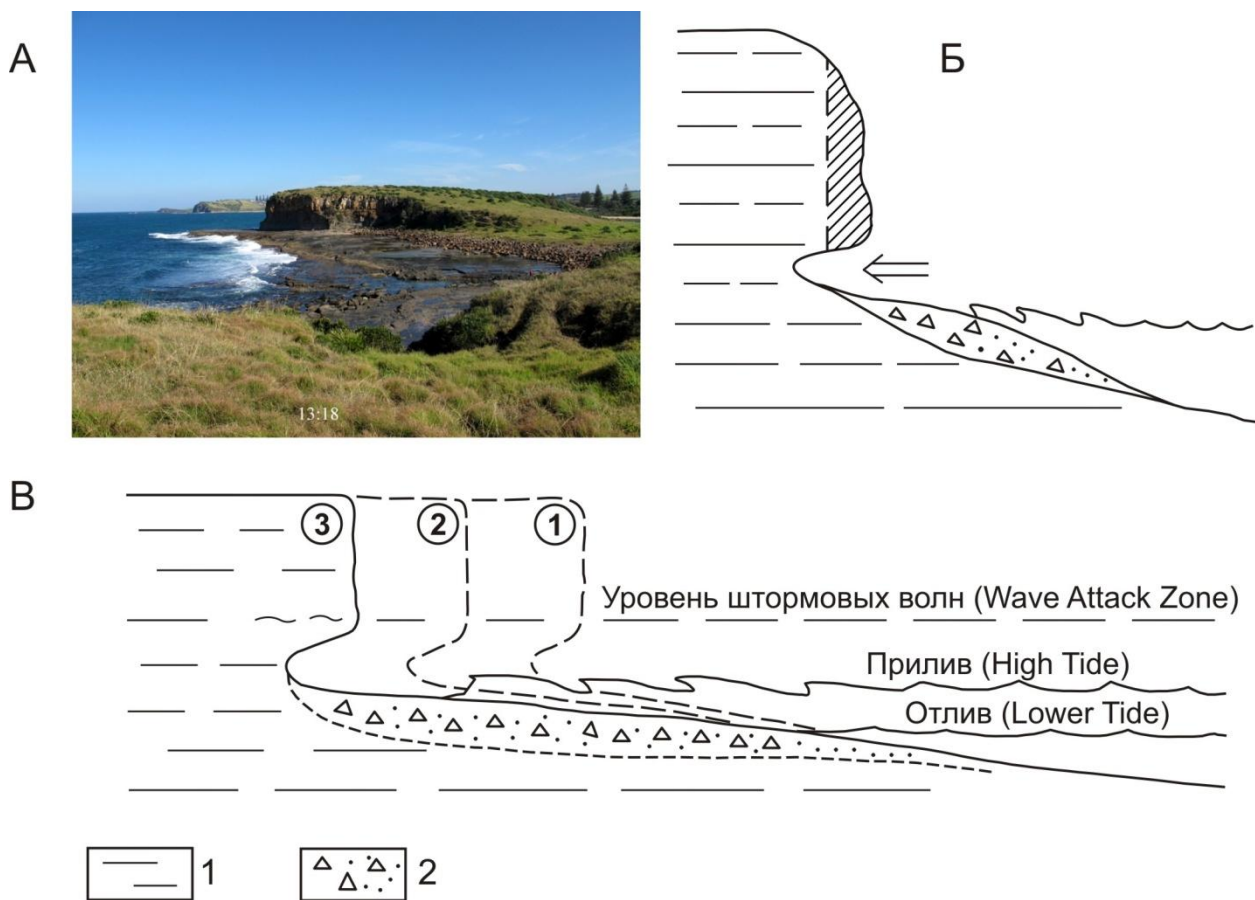 А
Б
13:18
В
3
2
1
Уровень штормовых волн (Wave Attack Zone)
Прилив (High Tide)
Отлив (Lower Tide)
1
2